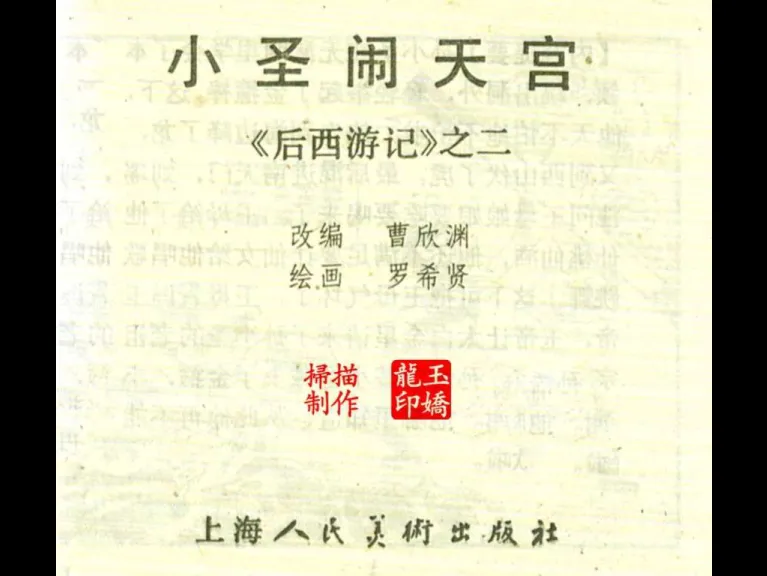 小圣闹天宫
《后西游记》之二
改编 曹欣渊
绘画 罗希贤
掃描
制作
玉嬌
龍印
上海人民美術出版社